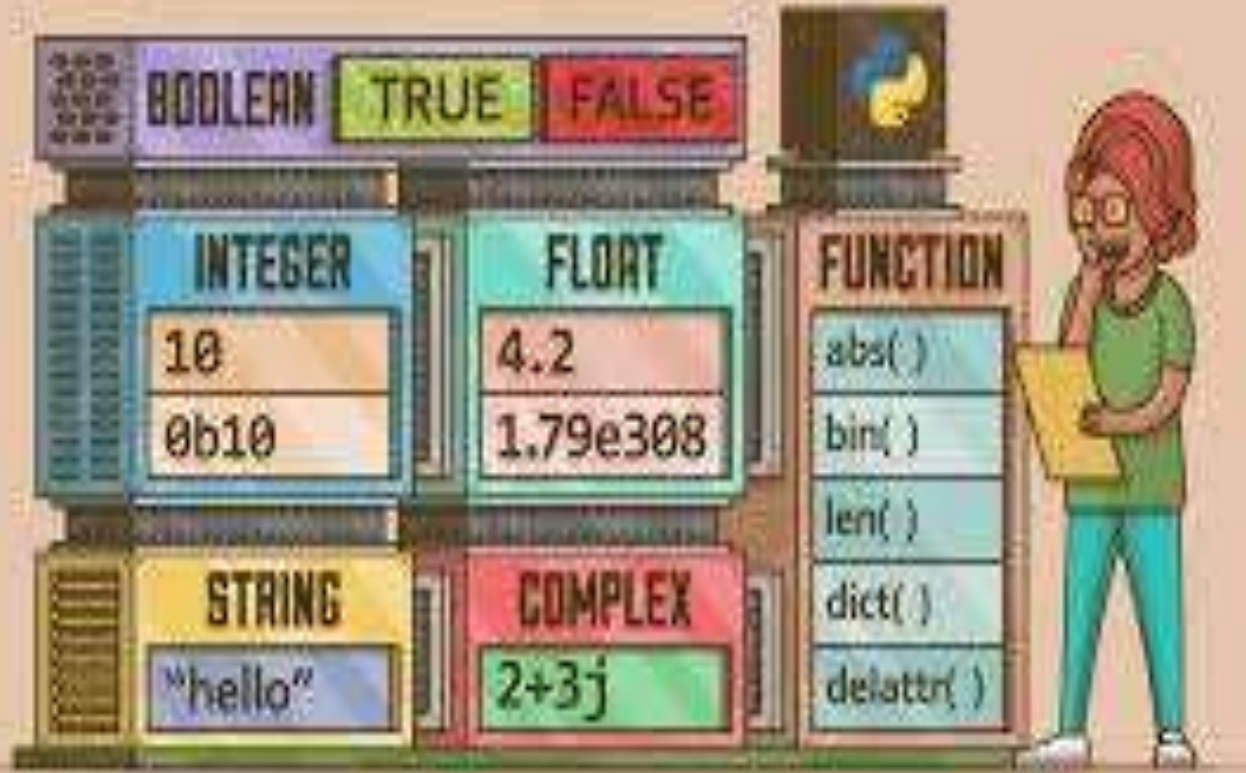 BOOLEAN TRUE FALSE
INTEGER
10
0b10
FLOAT
4.2
1.79e308
STRING
“hello”
COMPLEX
2+3j
FUNCTION
abs( )
bin( )
len( )
dict( )
delattr( )